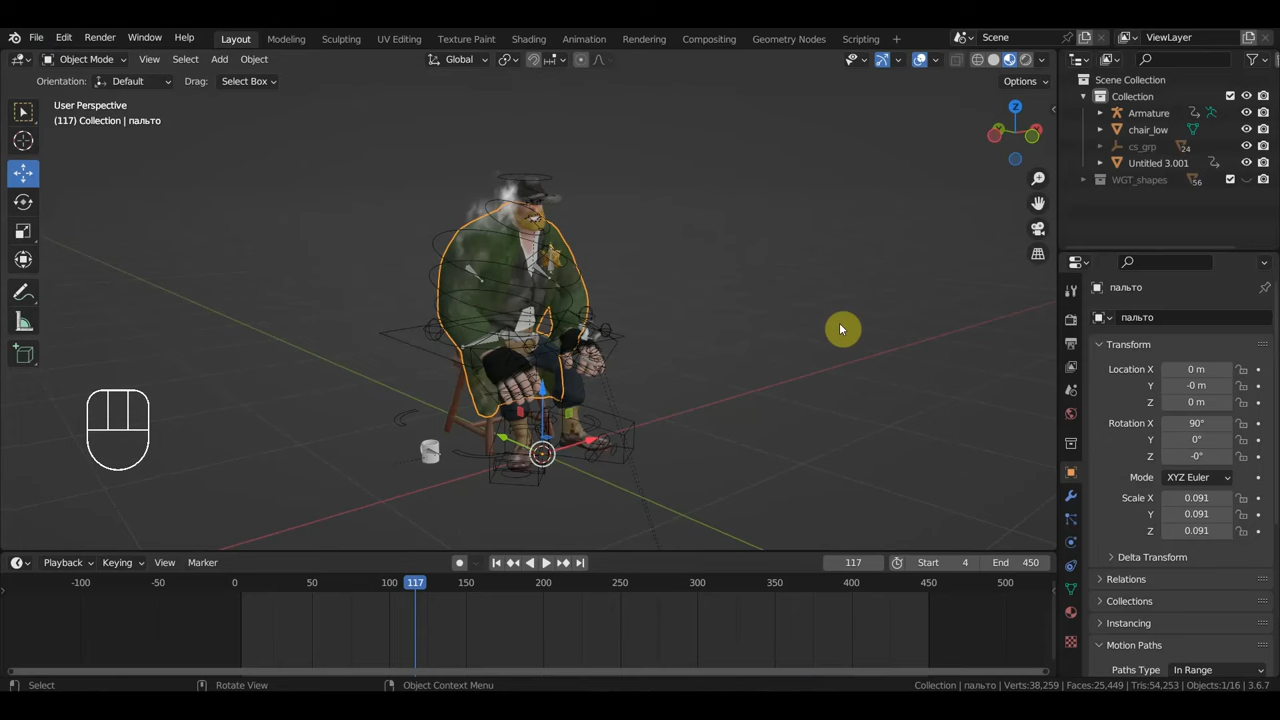 File Edit Render Window Help Layout Modeling Sculpting UV Editing Texture Paint Shading Animation Rendering Compositing Geometry Nodes Scripting + Scene ViewLayer
Object Mode View Select Add Object Global
Orientation: Default Drag: Select Box Options
User Perspective
(117) Collection | пальто
Z
Scene Collection
Collection
Armature
chair_low
cs_grp 24
Untitled 3.001
WGT_shapes 56
пальто
пальто
Transform
Location X 0 m
Y -0 m
Z 0 m
Rotation X 90°
Y 0°
Z -0°
Mode XYZ Euler
Scale X 0.091
Y 0.091
Z 0.091
Delta Transform
Relations
Collections
Instancing
Motion Paths
Paths Type In Range
Playback Keying View Marker 117 Start 4 End 450
-100 -50 0 50 100 117 150 200 250 300 350 400 450 500
Select Rotate View Object Context Menu Collection | пальто | Verts:38,259 | Faces:25,449 | Tris:54,253 | Objects:1/16 | 3.6.7